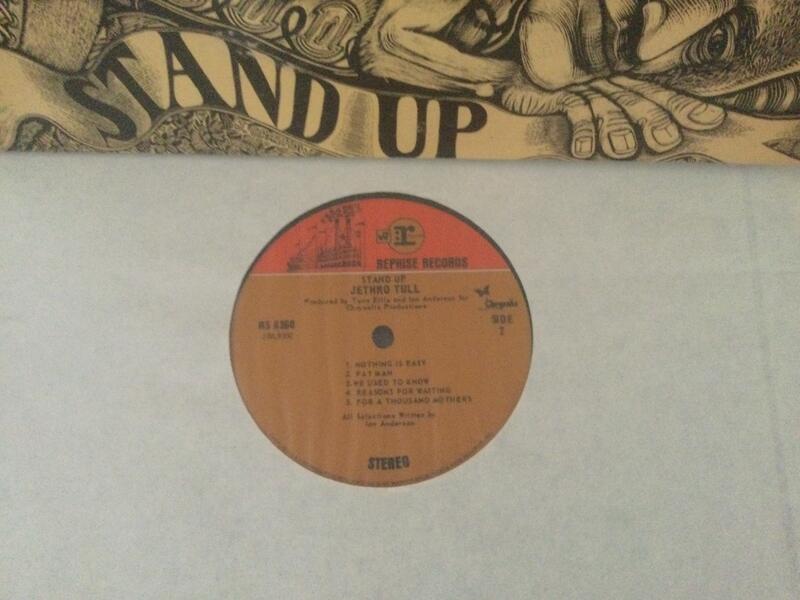 STAND UP
W
r
REPRISE RECORDS
STAND UP
JETHRO TULL
Produced by Terry Ellis and Ian Anderson for
Chrysalis Productions
Chrysalis
RS 6360
SIDE
2
1. NOTHING IS EASY
2. FAT MAN
3. WE USED TO KNOW
4. REASONS FOR WAITING
5. FOR A THOUSAND MOTHERS
All Selections Written by
Ian Anderson
STEREO